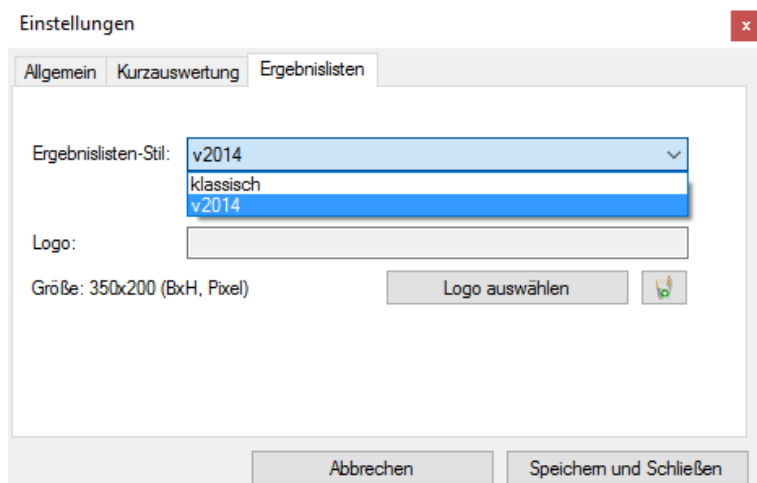 Einstellungen
x
Allgemein Kurzauswertung Ergebnislisten
Ergebnislisten-Stil: v2014
klassisch
v2014
Logo:
Größe: 350x200 (BxH, Pixel) Logo auswählen
Abbrechen Speichern und Schließen